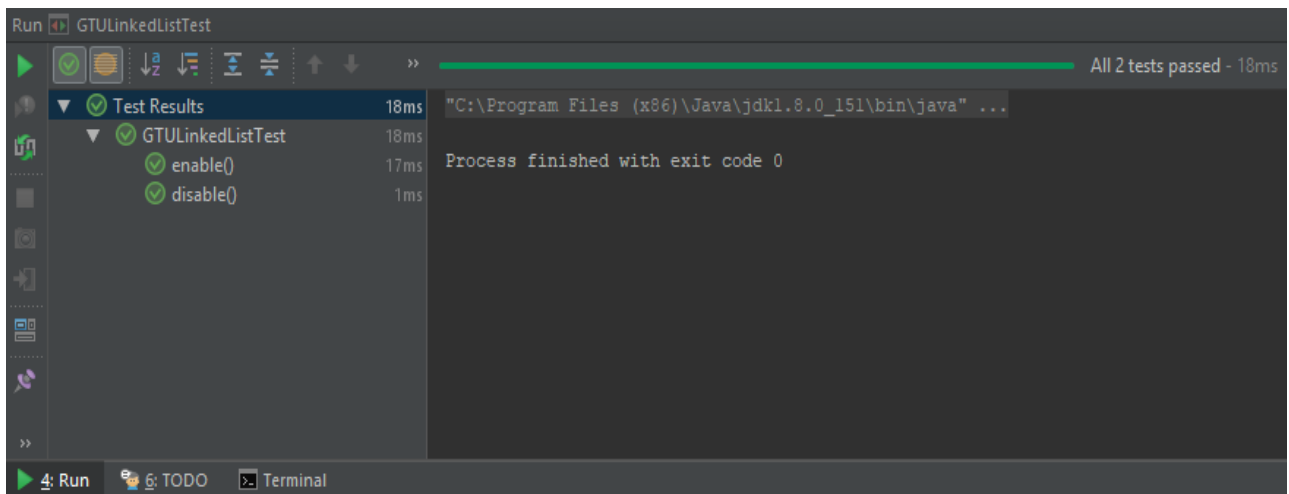 Run GTULinkedListTest
All 2 tests passed - 18ms
Test Results 18ms
GTULinkedListTest 18ms
enable() 17ms
disable() 1ms
"C:\Program Files (x86)\Java\jdk1.8.0_151\bin\java" ...
Process finished with exit code 0
4: Run 6: TODO Terminal